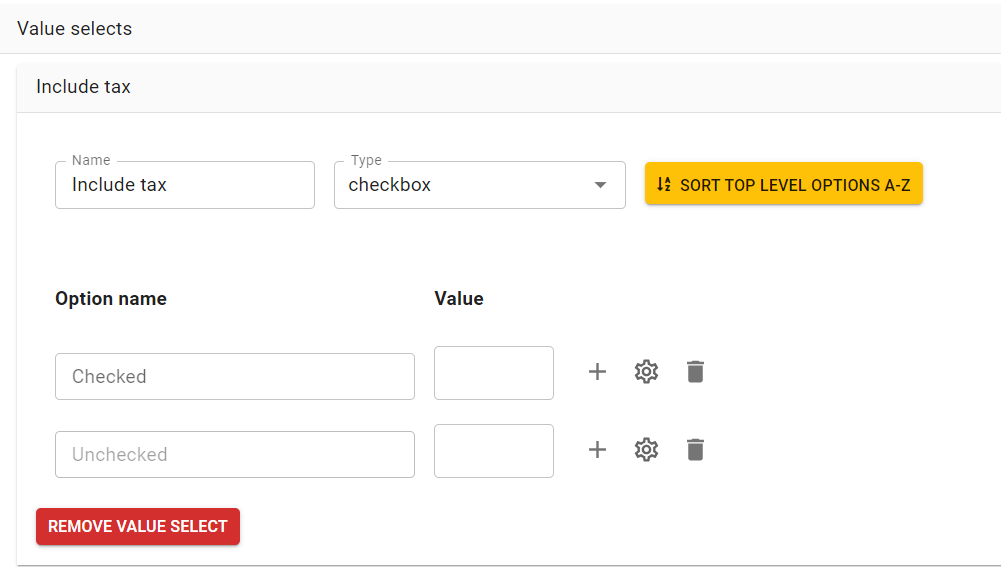 Value selects
Include tax
Name
Include tax
Type
checkbox
SORT TOP LEVEL OPTIONS A-Z
Option name
Value
Checked
Unchecked
REMOVE VALUE SELECT